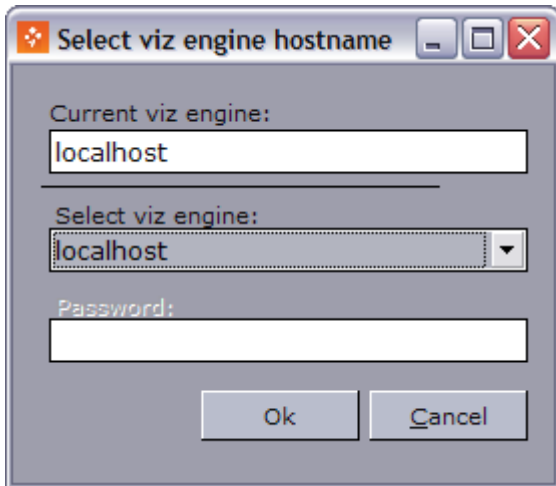 Select viz engine hostname
Current viz engine:
localhost
Select viz engine:
localhost
Password:
Ok
Cancel